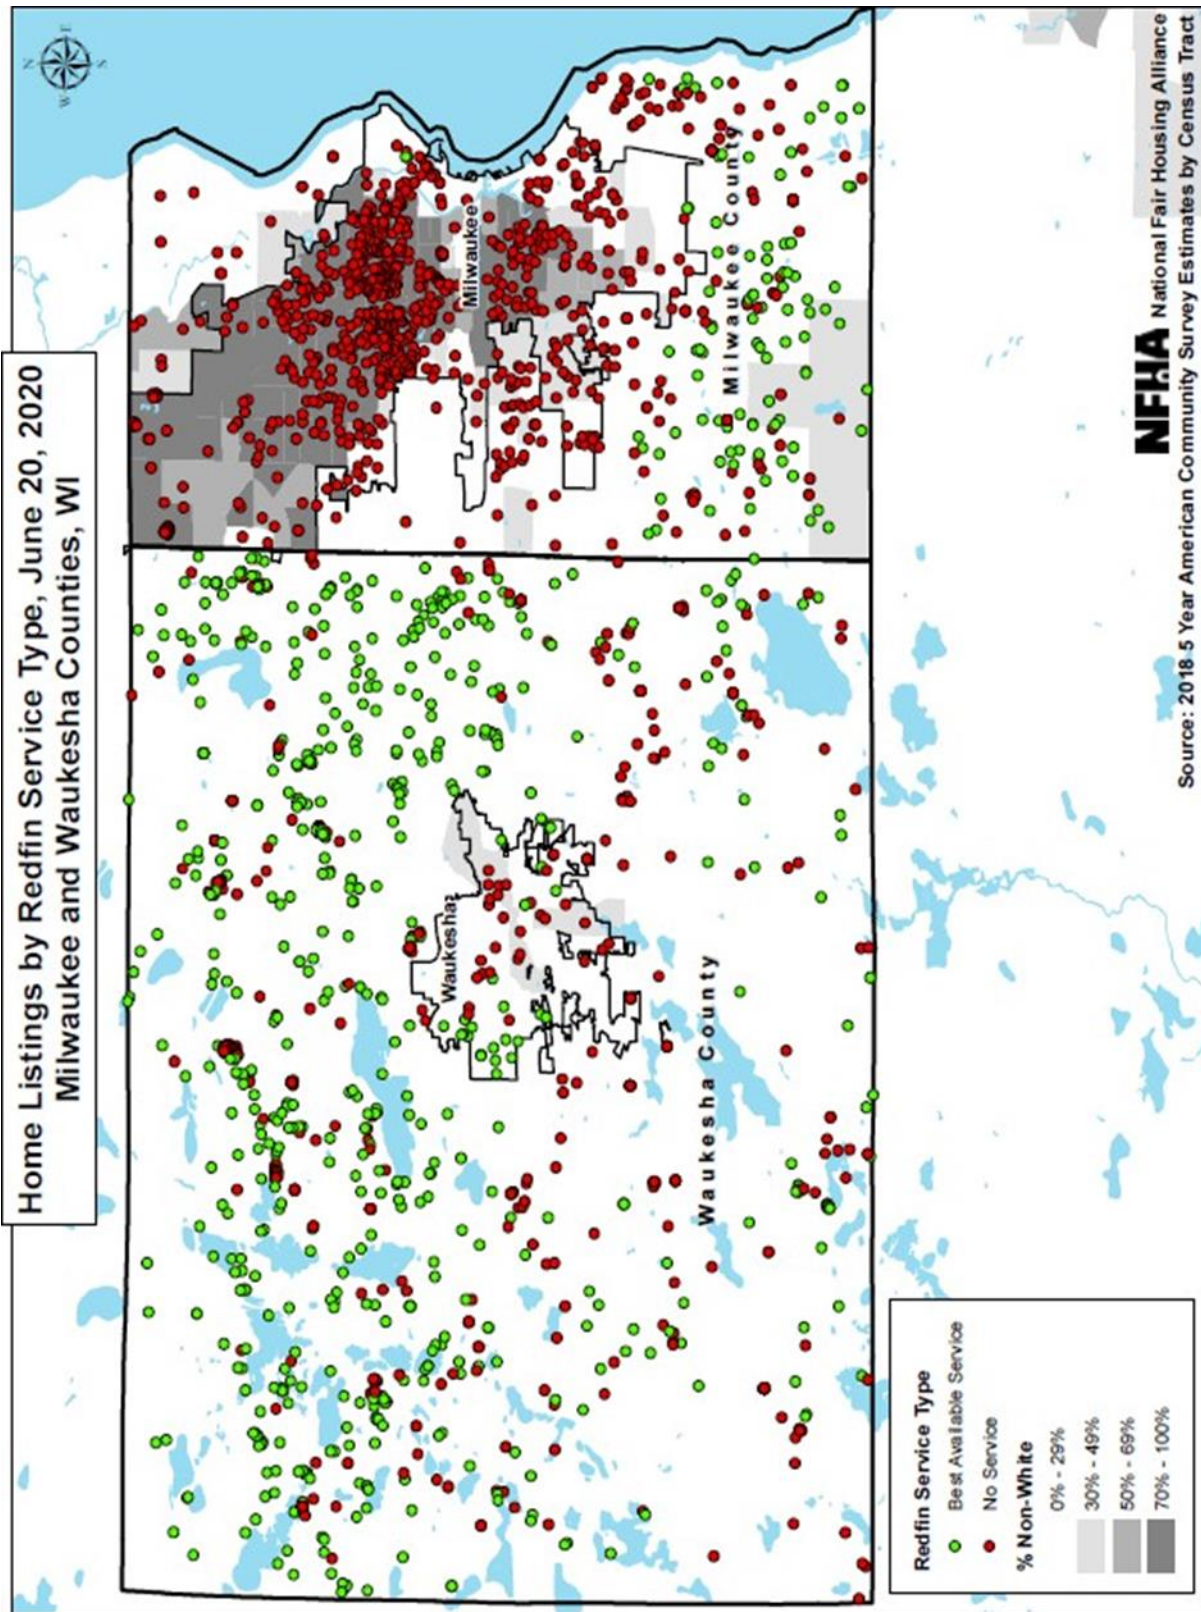 Home Listings by Redfin Service Type, June 20, 2020
Milwaukee and Waukesha Counties, WI
N
E
S
W
Milwaukee
Milwaukee County
Waukesha
Waukesha County
Redfin Service Type
Best Available Service
No Service
% Non-White
0% - 29%
30% - 49%
50% - 69%
70% - 100%
NFHA National Fair Housing Alliance
Source: 2018 5 Year American Community Survey Estimates by Census Tract